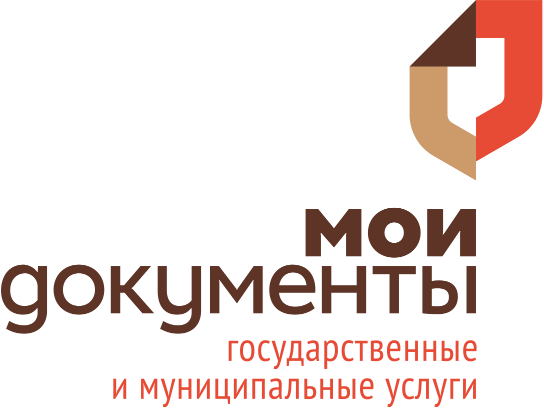 мои
документы
государственные
и муниципальные услуги